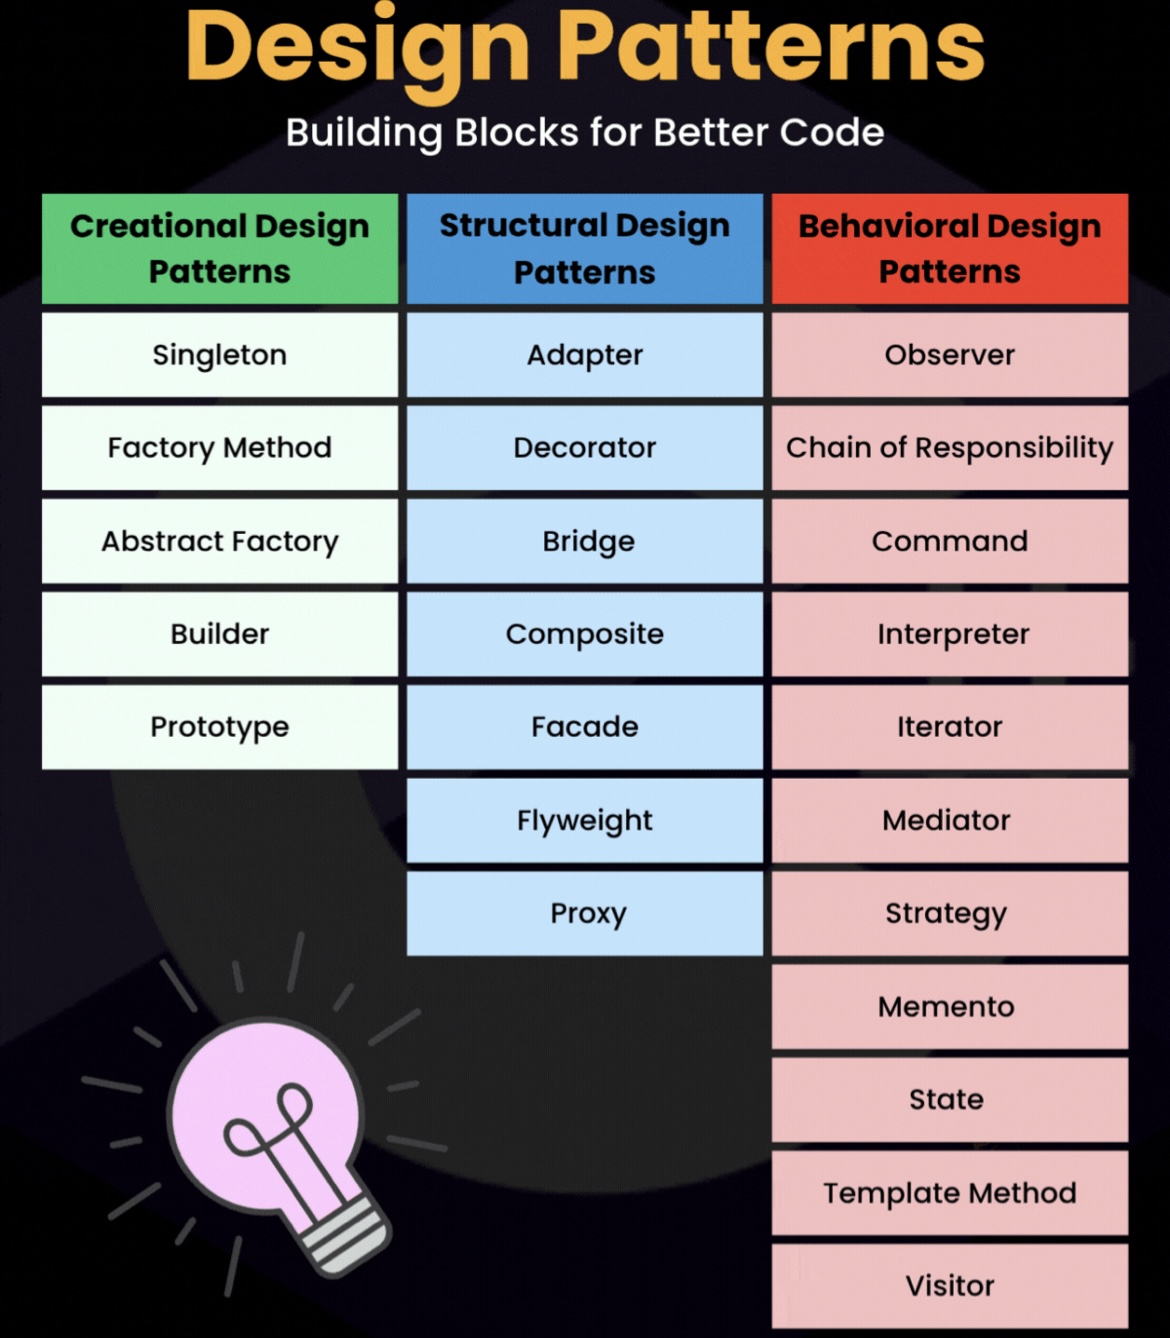 Design Patterns
Building Blocks for Better Code
Creational Design
Patterns
Singleton
Factory Method
Abstract Factory
Builder
Prototype
Structural Design
Patterns
Adapter
Decorator
Bridge
Composite
Facade
Flyweight
Proxy
Behavioral Design
Patterns
Observer
Chain of Responsibility
Command
Interpreter
Iterator
Mediator
Strategy
Memento
State
Template Method
Visitor